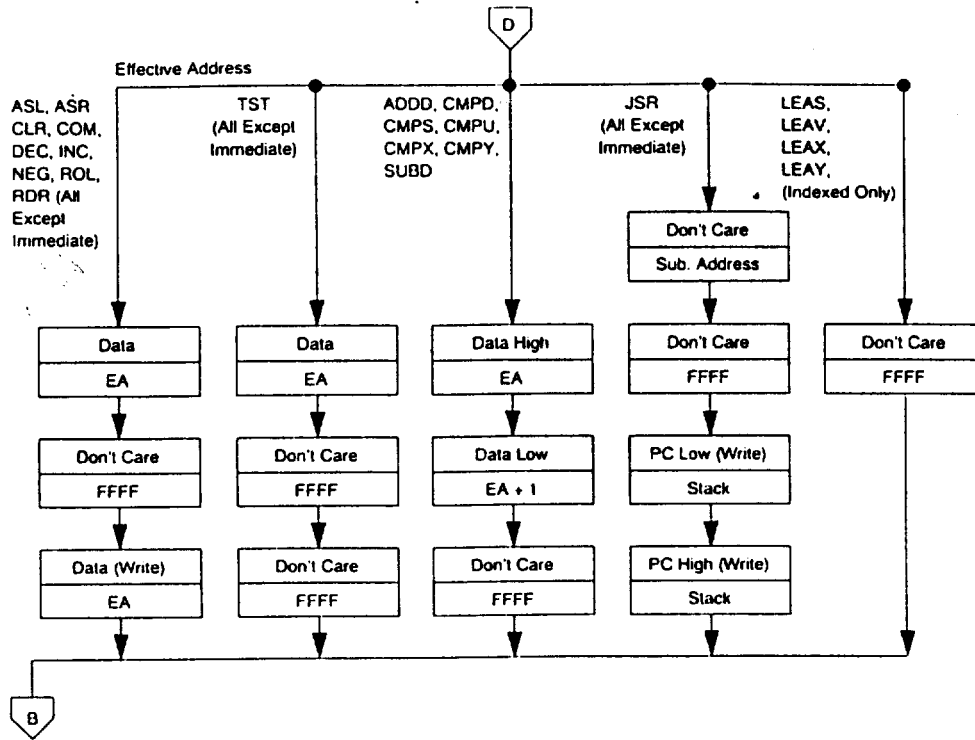 D
Effective Address
ASL, ASR
CLR, COM,
DEC, INC,
NEG, ROL,
RDR (All
Except
Immediate)
TST
(All Except
Immediate)
ADDD, CMPD,
CMPS, CMPU,
CMPX, CMPY,
SUBD
JSR
(All Except
Immediate)
LEAS,
LEAV,
LEAX,
LEAY,
(Indexed Only)
Don't Care
Sub. Address
Data
EA
Data
EA
Data High
EA
Don't Care
FFFF
Don't Care
FFFF
Don't Care
FFFF
Don't Care
FFFF
Data Low
EA + 1
PC Low (Write)
Stack
Data (Write)
EA
Don't Care
FFFF
Don't Care
FFFF
PC High (Write)
Stack
B